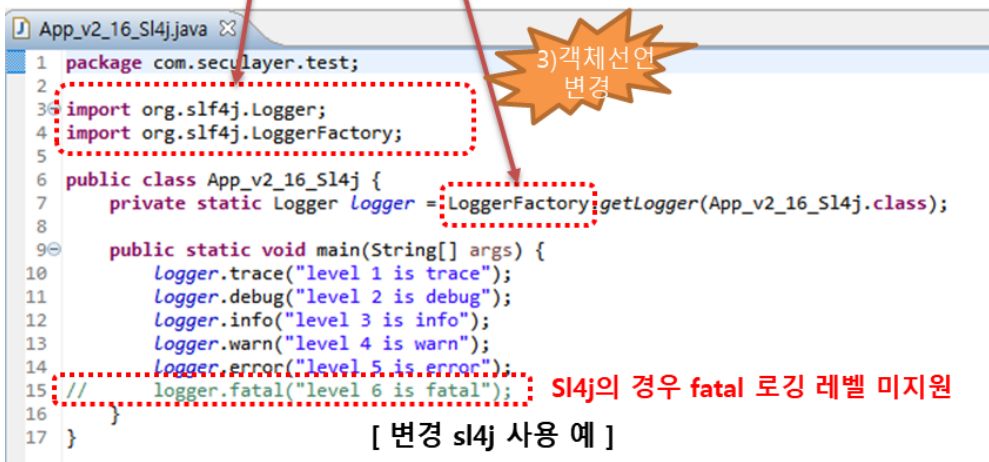 App_v2_16_Sl4j.java
3)객체선언
변경
1 package com.seculayer.test;
2
3 import org.slf4j.Logger;
4 import org.slf4j.LoggerFactory;
5
6 public class App_v2_16_Sl4j {
7 private static Logger logger = LoggerFactory.getLogger(App_v2_16_Sl4j.class);
8
9 public static void main(String[] args) {
10 logger.trace("level 1 is trace");
11 logger.debug("level 2 is debug");
12 logger.info("level 3 is info");
13 logger.warn("level 4 is warn");
14 logger.error("level 5 is error");
15 // logger.fatal("level 6 is fatal"); Sl4j의 경우 fatal 로깅 레벨 미지원
16 }
17 }
[ 변경 sl4j 사용 예 ]